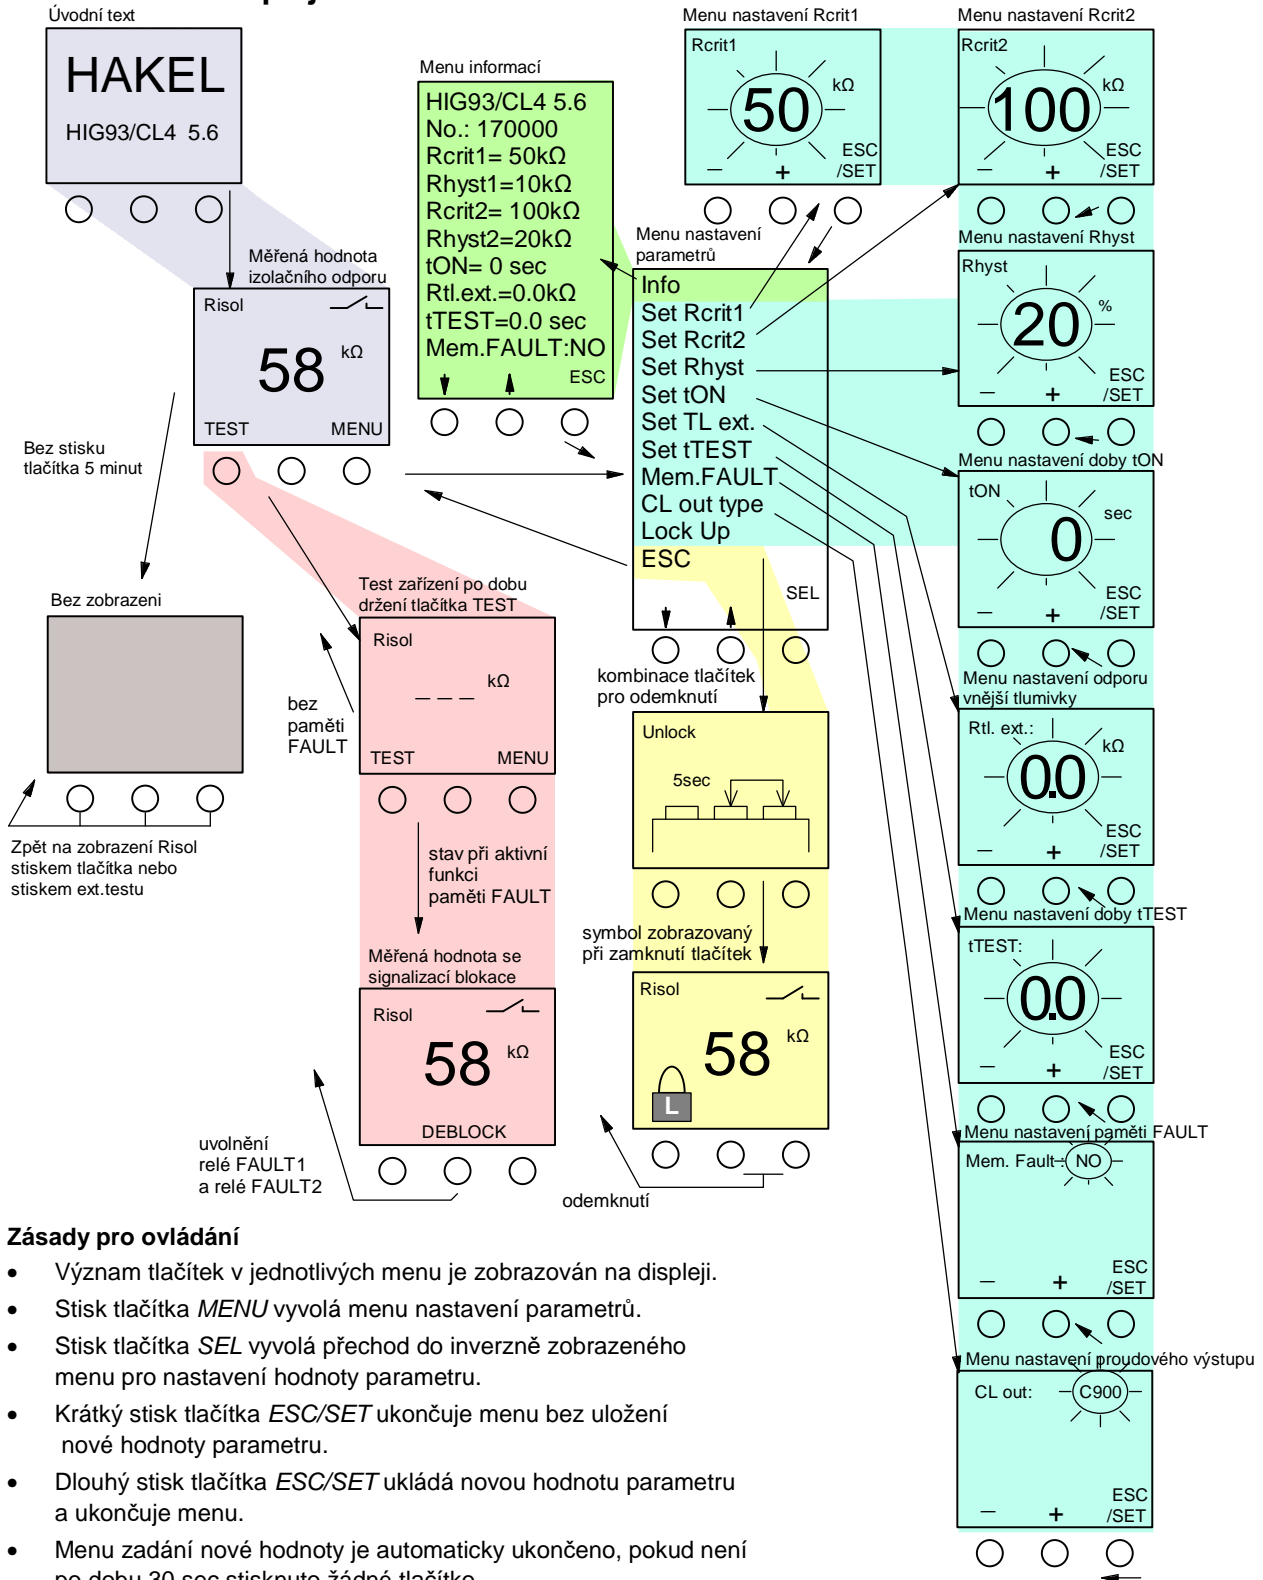 Úvodní text
HAKEL
HIG93/CL4 5.6
Měřená hodnota
izolačního odporu
Risol
58 kΩ
TEST MENU
Bez stisku
tlačítka 5 minut
Bez zobrazeni
Zpět na zobrazení Risol
stiskem tlačítka nebo
stiskem ext.testu
Menu informací
HIG93/CL4 5.6
No.: 170000
Rcrit1= 50kΩ
Rhyst1=10kΩ
Rcrit2= 100kΩ
Rhyst2=20kΩ
tON= 0 sec
Rtl.ext.=0.0kΩ
tTEST=0.0 sec
Mem.FAULT:NO
ESC
Test zařízení po dobu
držení tlačítka TEST
Risol
_ _ _ kΩ
TEST MENU
bez
paměti
FAULT
stav při aktivní
funkci
paměti FAULT
Měřená hodnota se
signalizací blokace
Risol
58 kΩ
DEBLOCK
uvolnění
relé FAULT1
a relé FAULT2
Menu nastavení
parametrů
Info
Set Rcrit1
Set Rcrit2
Set Rhyst
Set tON
Set TL ext.
Set tTEST
Mem.FAULT
CL out type
Lock Up
ESC
SEL
kombinace tlačítek
pro odemknutí
Unlock
5sec
symbol zobrazovaný
při zamknutí tlačítek
Risol
58 kΩ
L
odemknutí
Menu nastavení Rcrit1
Rcrit1
50 kΩ
ESC
– + /SET
Menu nastavení Rcrit2
Rcrit2
100 kΩ
ESC
– + /SET
Menu nastavení Rhyst
Rhyst
20 %
ESC
– + /SET
Menu nastavení doby tON
tON
0 sec
ESC
– + /SET
Menu nastavení odporu
vnější tlumivky
Rtl. ext.:
0.0 kΩ
ESC
– + /SET
Menu nastavení doby tTEST
tTEST:
0.0
ESC
– + /SET
Menu nastavení paměti FAULT
Mem. Fault : NO
ESC
– + /SET
Menu nastavení proudového výstupu
CL out: C900
ESC
– + /SET
Zásady pro ovládání
• Význam tlačítek v jednotlivých menu je zobrazován na displeji.
• Stisk tlačítka MENU vyvolá menu nastavení parametrů.
• Stisk tlačítka SEL vyvolá přechod do inverzně zobrazeného
menu pro nastavení hodnoty parametru.
• Krátký stisk tlačítka ESC/SET ukončuje menu bez uložení
nové hodnoty parametru.
• Dlouhý stisk tlačítka ESC/SET ukládá novou hodnotu parametru
a ukončuje menu.
• Menu zadání nové hodnoty je automaticky ukončeno, pokud není
po dobu 30 sec stisknuto žádné tlačítko